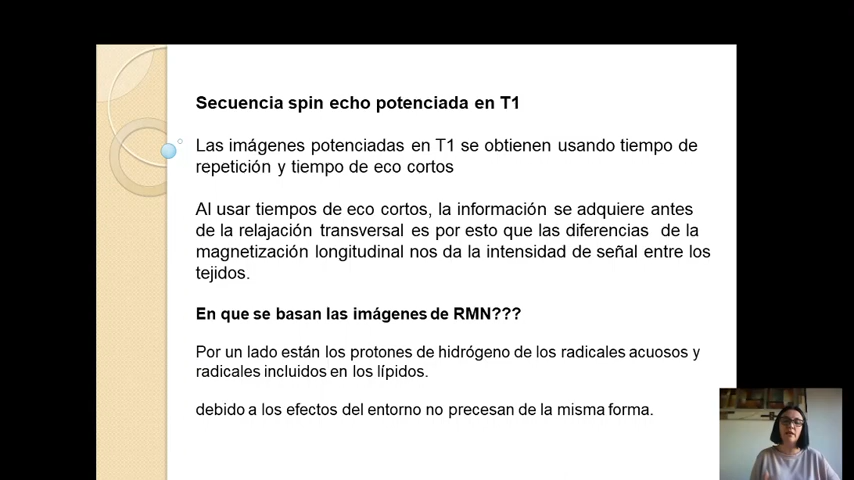 Secuencia spin echo potenciada en T1
Las imágenes potenciadas en T1 se obtienen usando tiempo de
repetición y tiempo de eco cortos
Al usar tiempos de eco cortos, la información se adquiere antes
de la relajación transversal es por esto que las diferencias de la
magnetización longitudinal nos da la intensidad de señal entre los
tejidos.
En que se basan las imágenes de RMN???
Por un lado están los protones de hidrógeno de los radicales acuosos y
radicales incluidos en los lípidos.
debido a los efectos del entorno no precesan de la misma forma.